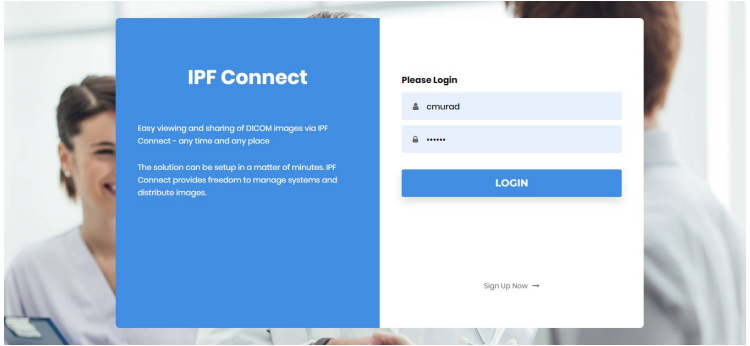 IPF Connect
Easy viewing and sharing of DICOM images via IPF
Connect - any time and any place
The solution can be setup in a matter of minutes. IPF
Connect provides freedom to manage systems and
distribute images.
Please Login
cmurad
••••••
LOGIN
Sign Up Now →